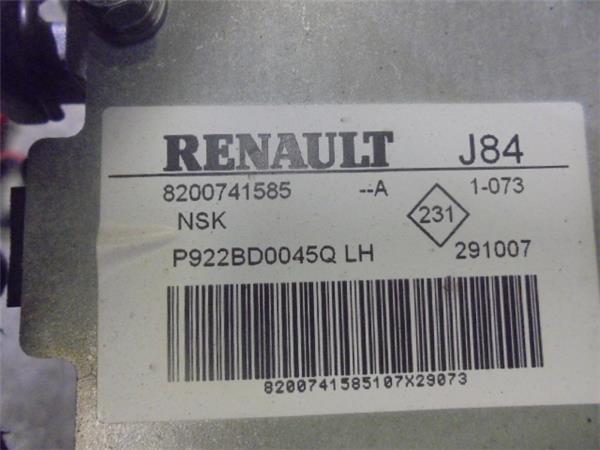 RENAULT J84
8200741585 --A 1-073
NSK 231
P922BD0045Q LH 291007
8200741585107X29073